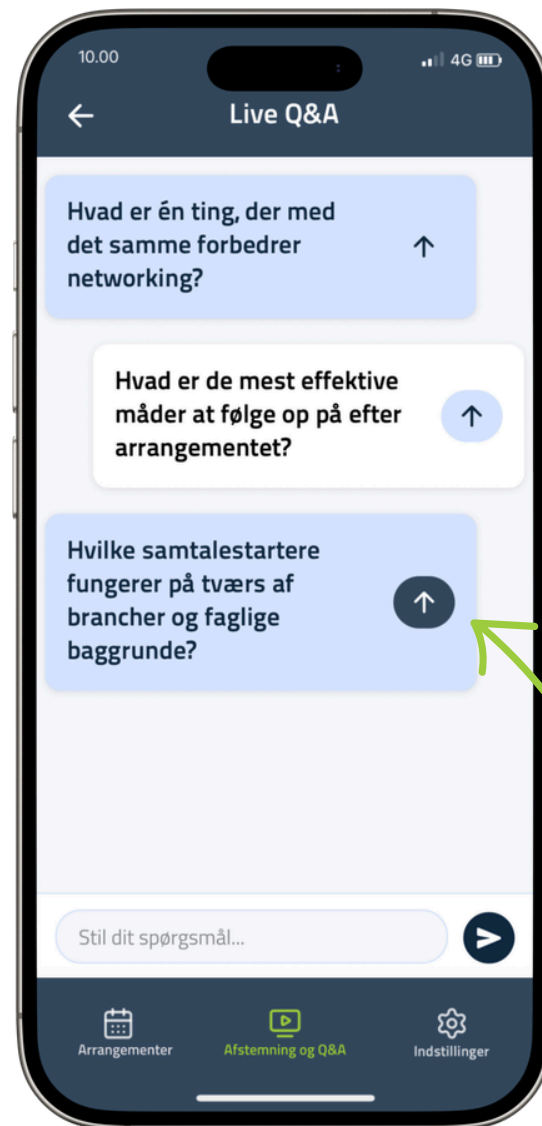 10.00
4G
Live Q&A
Hvad er én ting, der med
det samme forbedrer
networking?
Hvad er de mest effektive
måder at følge op på efter
arrangementet?
Hvilke samtalestartere
fungerer på tværs af
brancher og faglige
baggrunde?
Stil dit spørgsmål...
Arrangementer
Afstemning og Q&A
Indstillinger